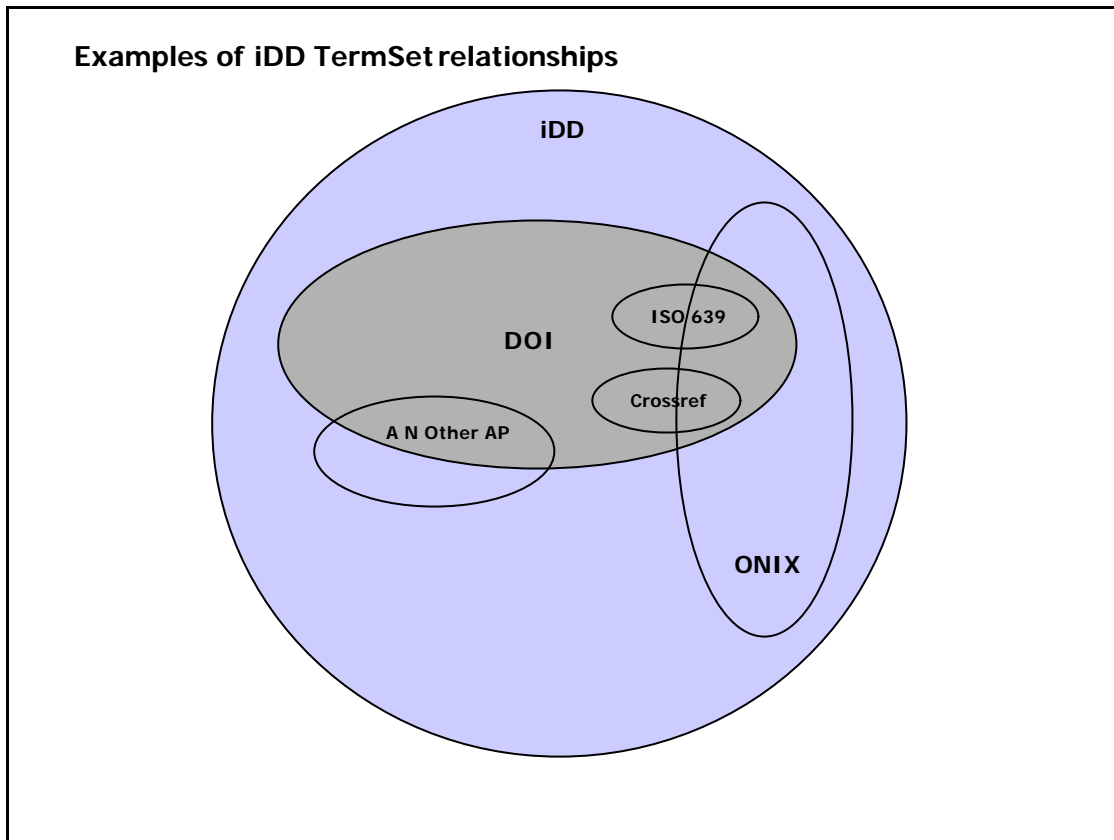 Examples of iDD TermSet relationships
iDD
ISO 639
DOI
Crossref
A N Other AP
ONIX